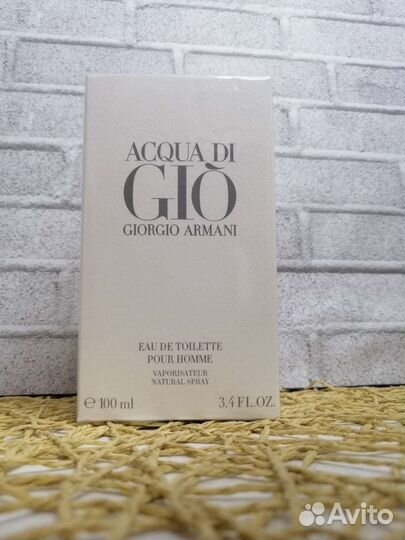 ACQUA DI
GIÒ
GIORGIO ARMANI
EAU DE TOILETTE
POUR HOMME
VAPORISATEUR
NATURAL SPRAY
℮ 100 ml 3.4 FL.OZ.
Avito